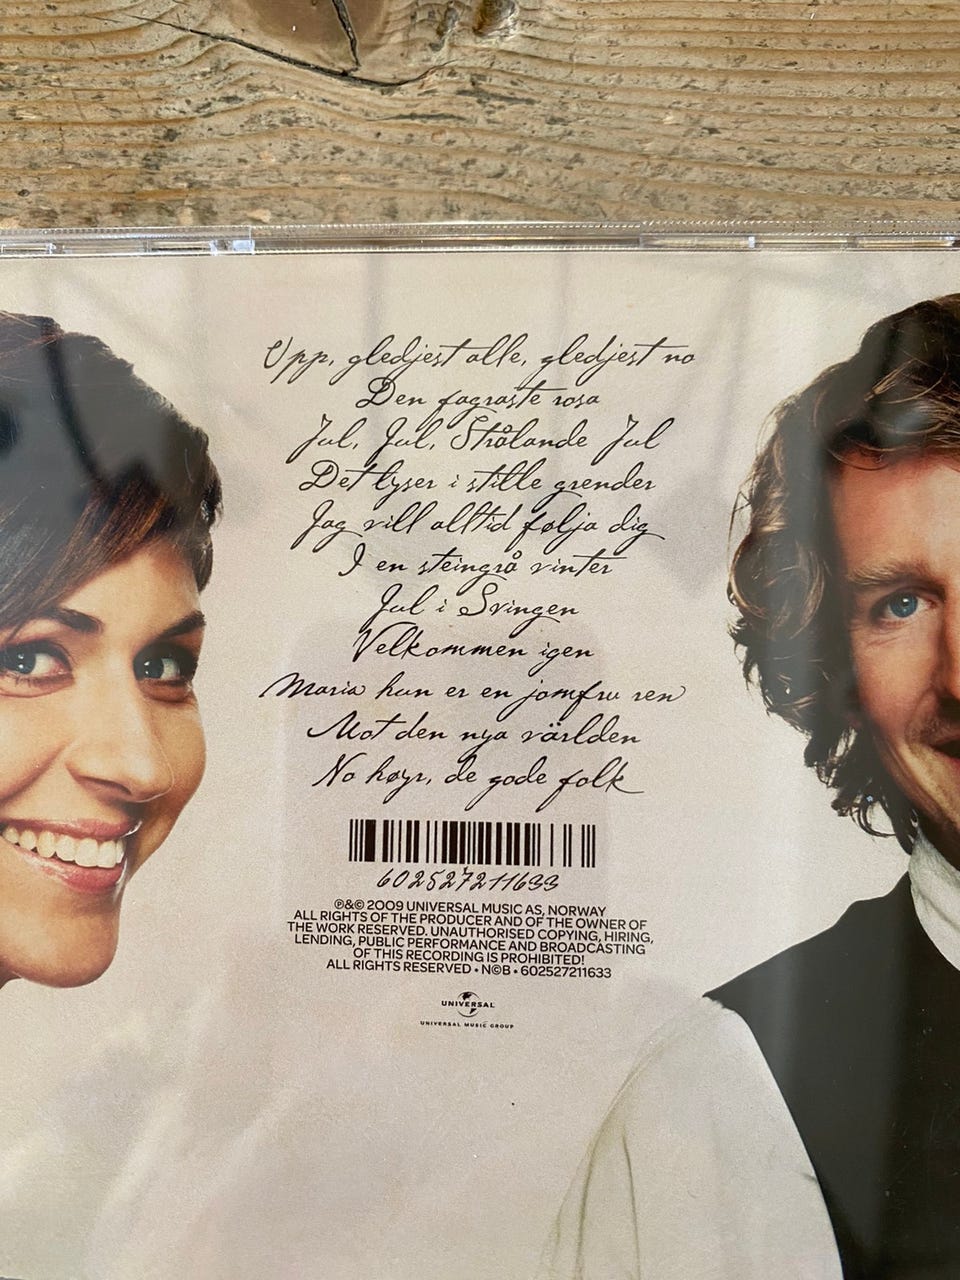 Upp, gledjest alle, gledjest no
Den fagraste rosa
Jul, Jul, Strålande Jul
Det lyser i stille grender
Jag vill alltid følja dig
I en steingrå vinter
Jul i Svingen
Velkommen igen
Maria hun er en jomfru ren
Mot den nya världen
No høyr, de gode folk
602527211633
℗&© 2009 UNIVERSAL MUSIC AS, NORWAY
ALL RIGHTS OF THE PRODUCER AND OF THE OWNER OF
THE WORK RESERVED. UNAUTHORISED COPYING, HIRING,
LENDING, PUBLIC PERFORMANCE AND BROADCASTING
OF THIS RECORDING IS PROHIBITED!
ALL RIGHTS RESERVED • N©B • 602527211633
UNIVERSAL
UNIVERSAL MUSIC GROUP